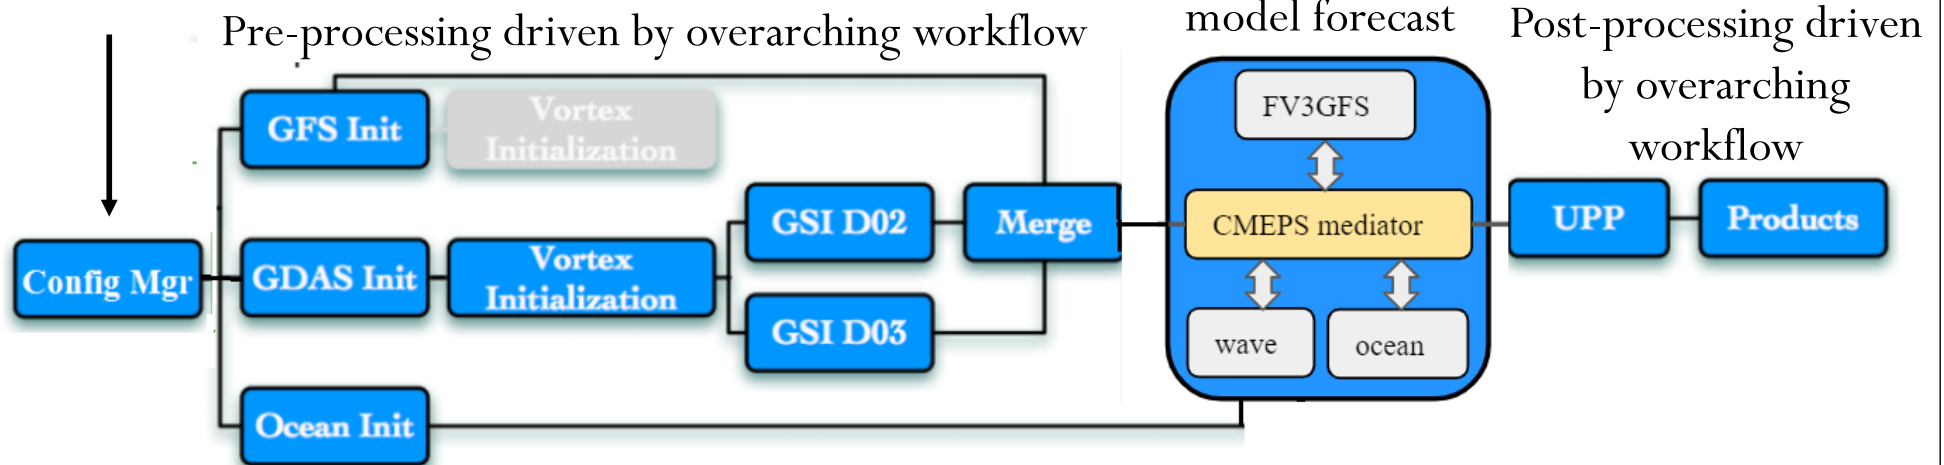 Pre-processing driven by overarching workflow
model forecast
Post-processing driven
by overarching
workflow
GFS Init
Vortex
Initialization
FV3GFS
GSI D02
Merge
CMEPS mediator
UPP
Products
Config Mgr
GDAS Init
Vortex
Initialization
GSI D03
wave
ocean
Ocean Init